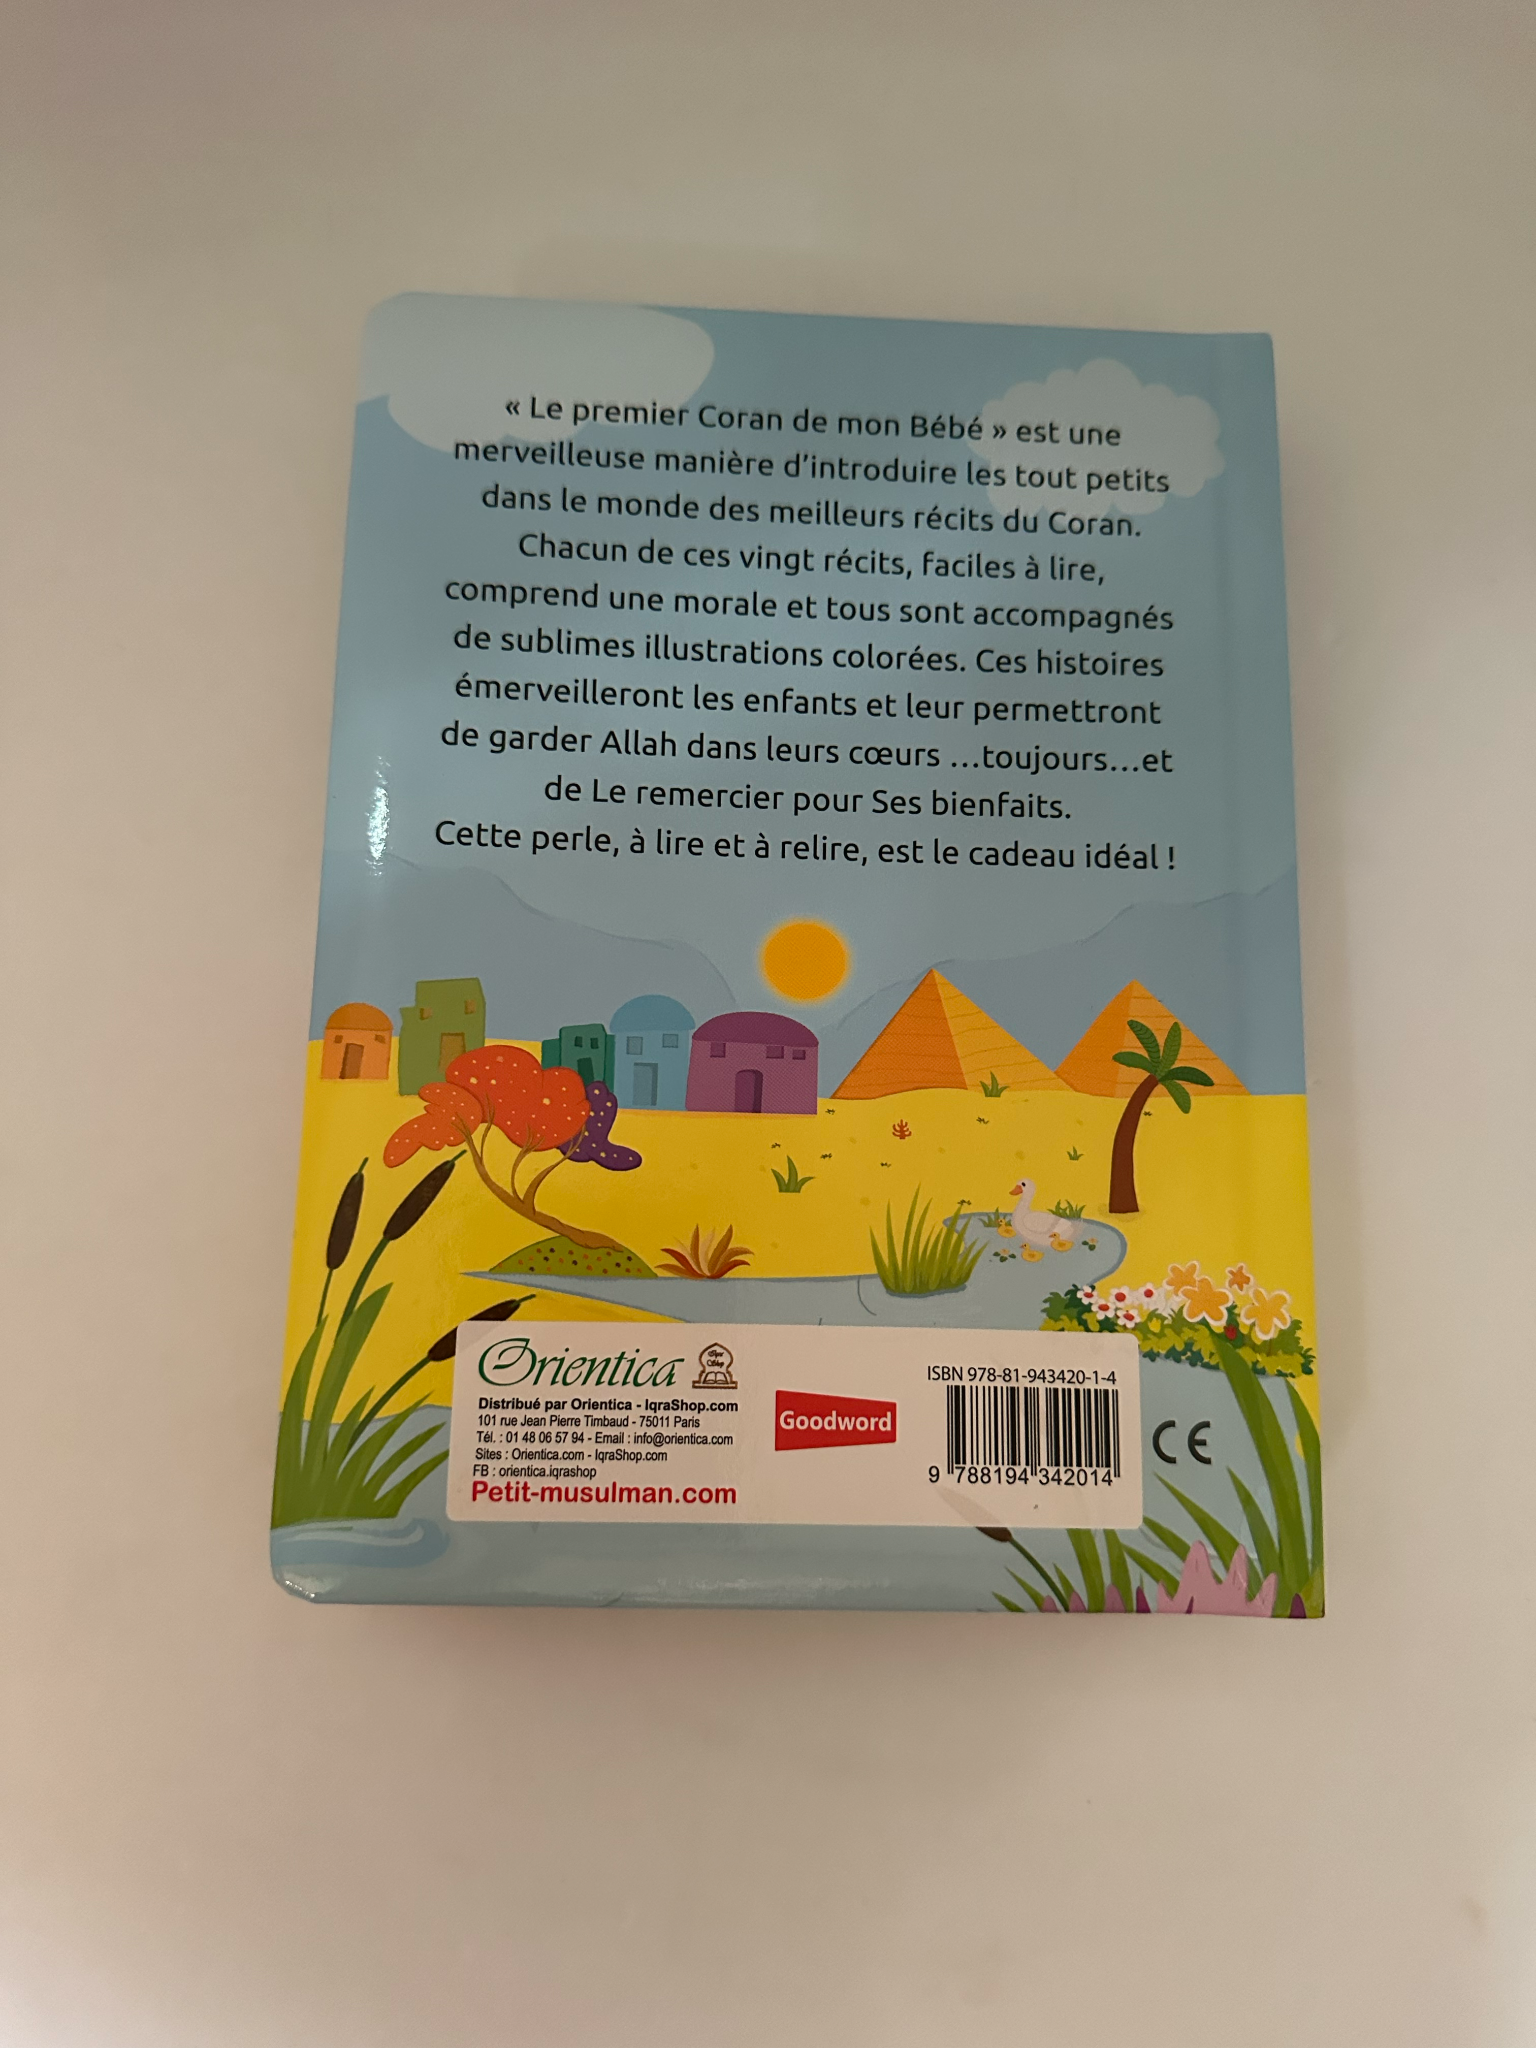 « Le premier Coran de mon Bébé » est une
merveilleuse manière d'introduire les tout petits
dans le monde des meilleurs récits du Coran.
Chacun de ces vingt récits, faciles à lire,
comprend une morale et tous sont accompagnés
de sublimes illustrations colorées. Ces histoires
émerveilleront les enfants et leur permettront
de garder Allah dans leurs cœurs ...toujours...et
de Le remercier pour Ses bienfaits.
Cette perle, à lire et à relire, est le cadeau idéal !
Orientica
Iqra
Shop
Distribué par Orientica - IqraShop.com
101 rue Jean Pierre Timbaud - 75011 Paris
Tél. : 01 48 06 57 94 - Email : info@orientica.com
Sites : Orientica.com - IqraShop.com
FB : orientica.iqrashop
Petit-musulman.com
Goodword
ISBN 978-81-943420-1-4
9 788194 342014
CE